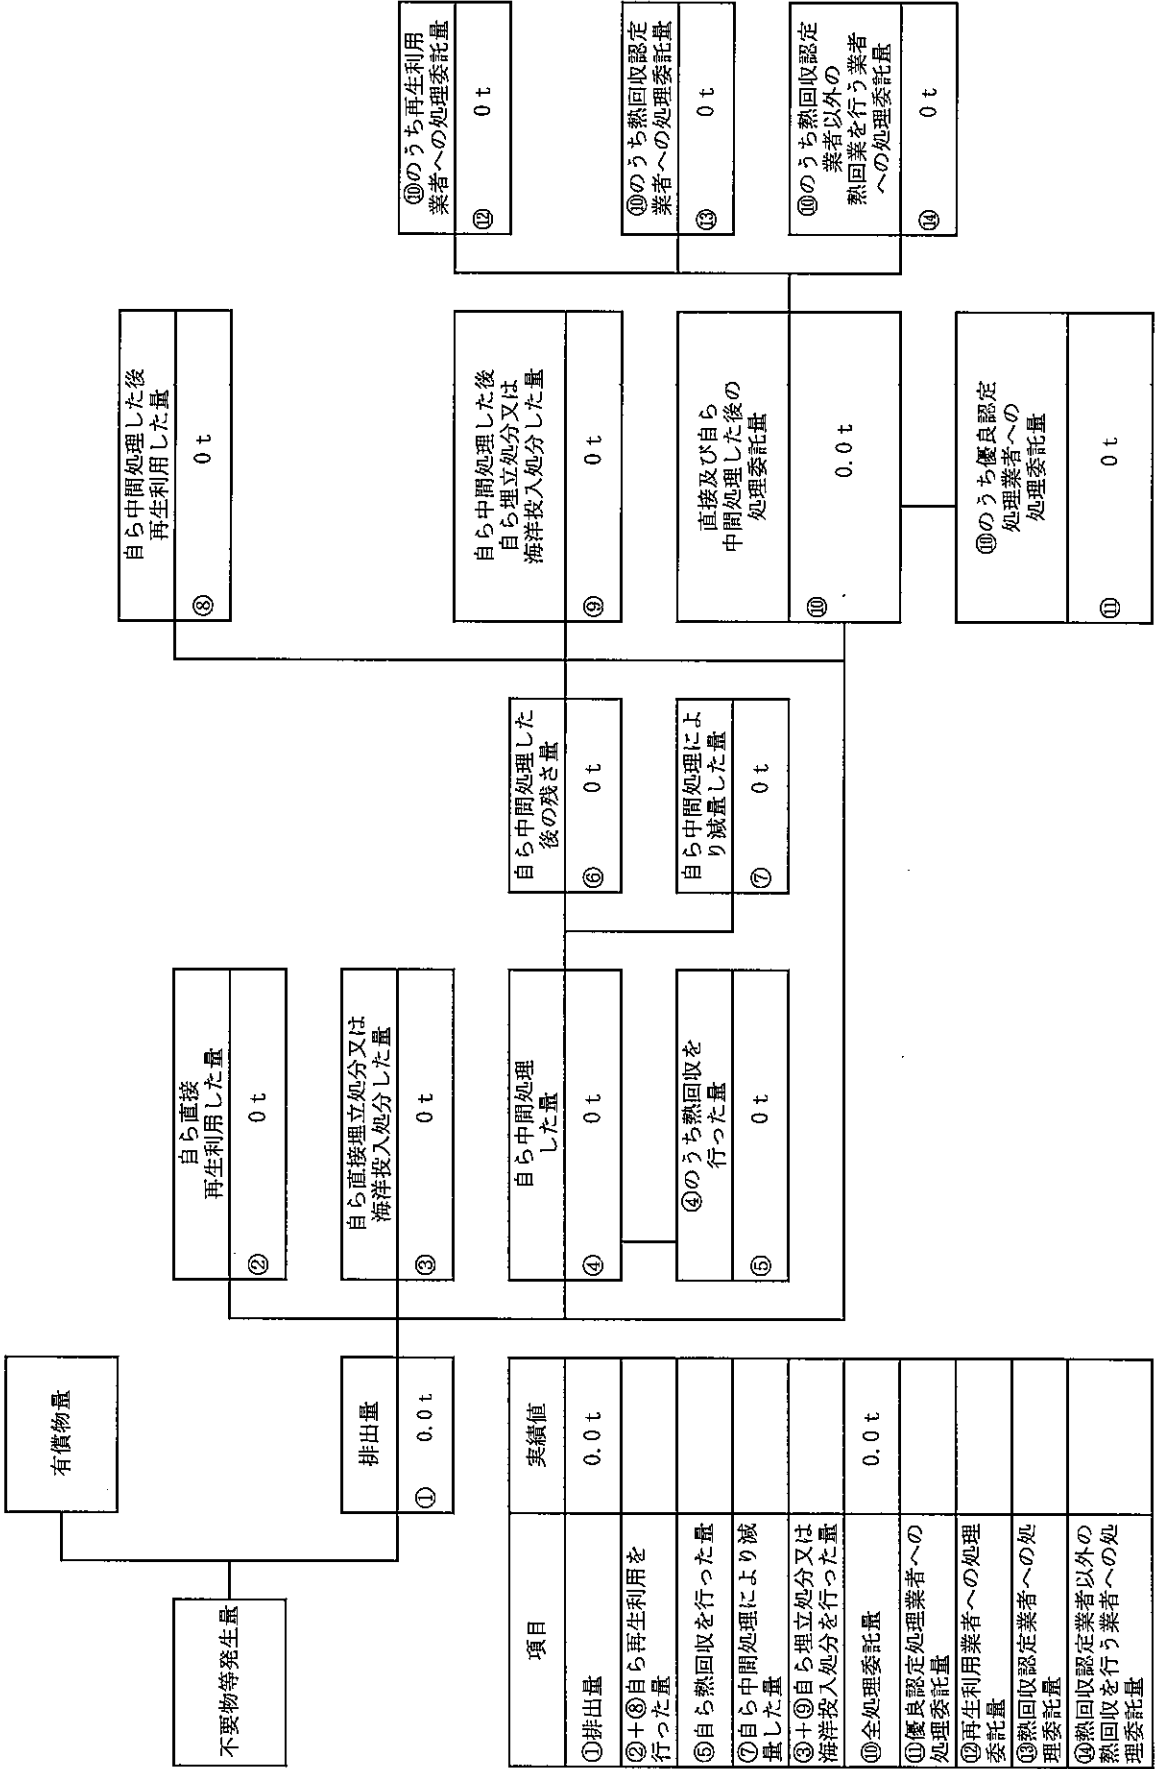 有償物量
不要物等発生量
排出量
① 0.0 t
自ら直接
再生利用した量
② 0 t
自ら直接埋立処分又は
海洋投入処分した量
③ 0 t
自ら中間処理
した量
④ 0 t
④のうち熱回収を
行った量
⑤ 0 t
自ら中間処理した
後の残さ量
⑥ 0 t
自ら中間処理によ
り減量した量
⑦ 0 t
自ら中間処理した後
再生利用した量
⑧ 0 t
自ら中間処理した後
自ら埋立処分又は
海洋投入処分した量
⑨ 0 t
直接及び自ら
中間処理した後の
処理委託量
⑩ 0.0 t
⑩のうち優良認定
処理業者への
処理委託量
⑪ 0 t
⑩のうち再生利用
業者への処理委託量
⑫ 0 t
⑩のうち熱回収認定
業者への処理委託量
⑬ 0 t
⑩のうち熱回収認定
業者以外の
熱回業を行う業者
への処理委託量
⑭ 0 t
項目 実績値
①排出量 0.0 t
②+⑧自ら再生利用を
行った量
⑤自ら熱回収を行った量
⑦自ら中間処理により減
量した量
③+⑨自ら埋立処分又は
海洋投入処分を行った量
⑩全処理委託量 0.0 t
⑪優良認定処理業者への
処理委託量
⑫再生利用業者への処理
委託量
⑬熱回収認定業者への処
理委託量
⑭熱回収認定業者以外の
熱回収を行う業者への処
理委託量